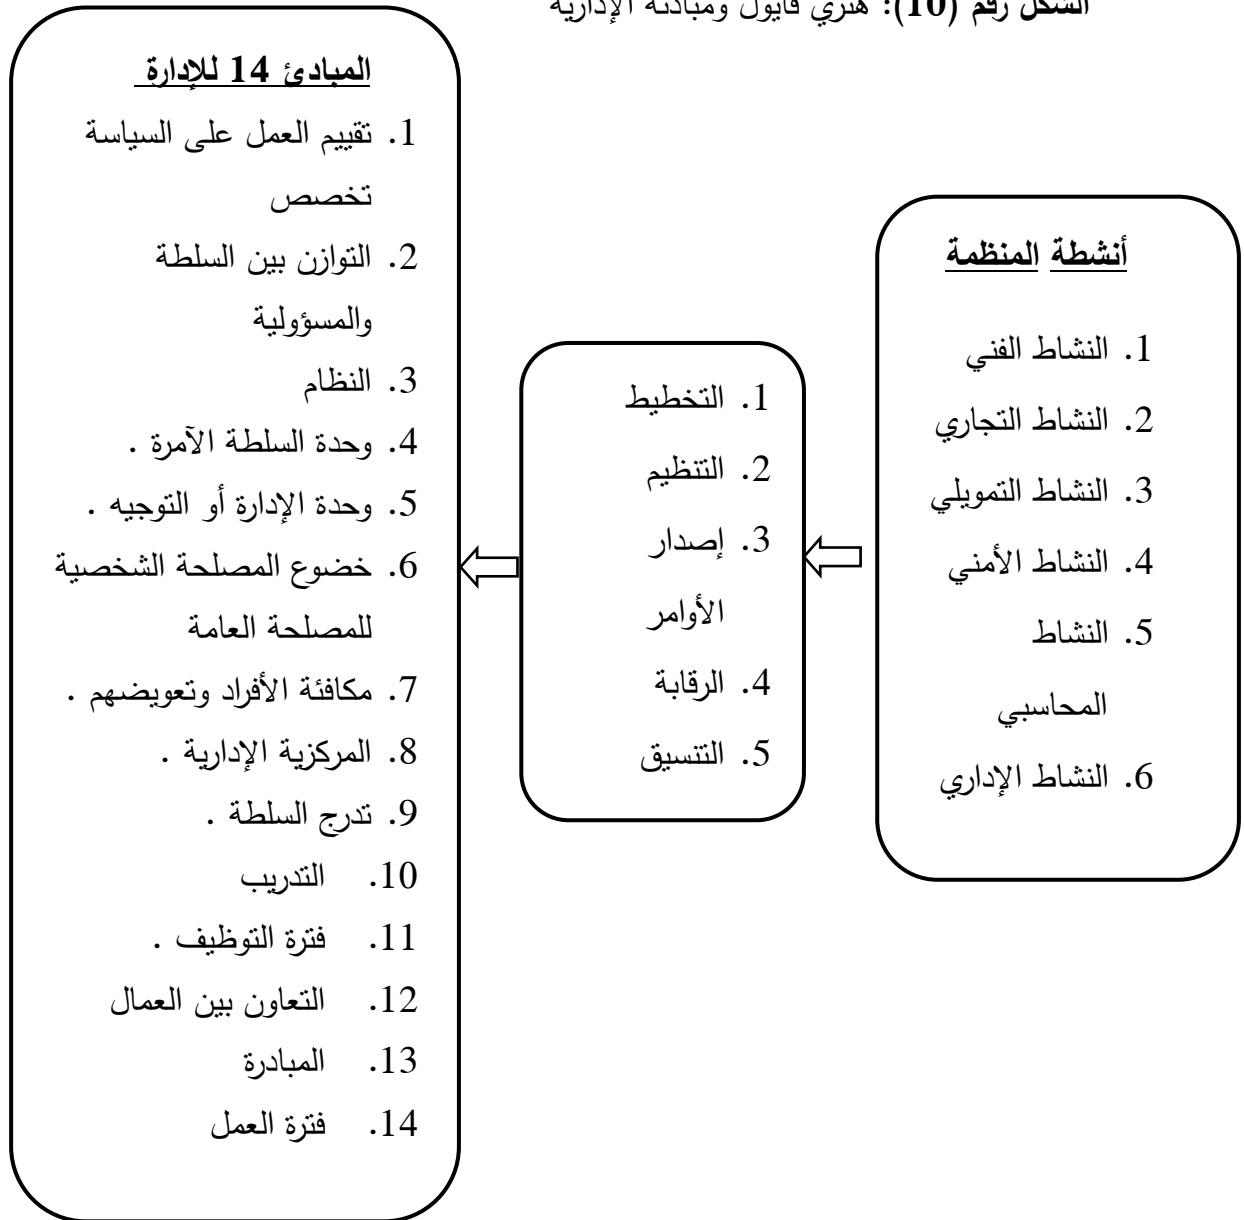 الشكل رقم (10): هنري فايول ومبادئه الإدارية
أنشطة المنظمة
1. النشاط الفني
2. النشاط التجاري
3. النشاط التمويلي
4. النشاط الأمني
5. النشاط
المحاسبي
6. النشاط الإداري
1. التخطيط
2. التنظيم
3. إصدار
الأوامر
4. الرقابة
5. التنسيق
المبادئ 14 للإدارة
1. تقييم العمل على السياسة
تخصص
2. التوازن بين السلطة
والمسؤولية
3. النظام
4. وحدة السلطة الآمرة .
5. وحدة الإدارة أو التوجيه .
6. خضوع المصلحة الشخصية
للمصلحة العامة
7. مكافئة الأفراد وتعويضهم .
8. المركزية الإدارية .
9. تدرج السلطة .
10. التدريب
11. فترة التوظيف .
12. التعاون بين العمال
13. المبادرة
14. فترة العمل